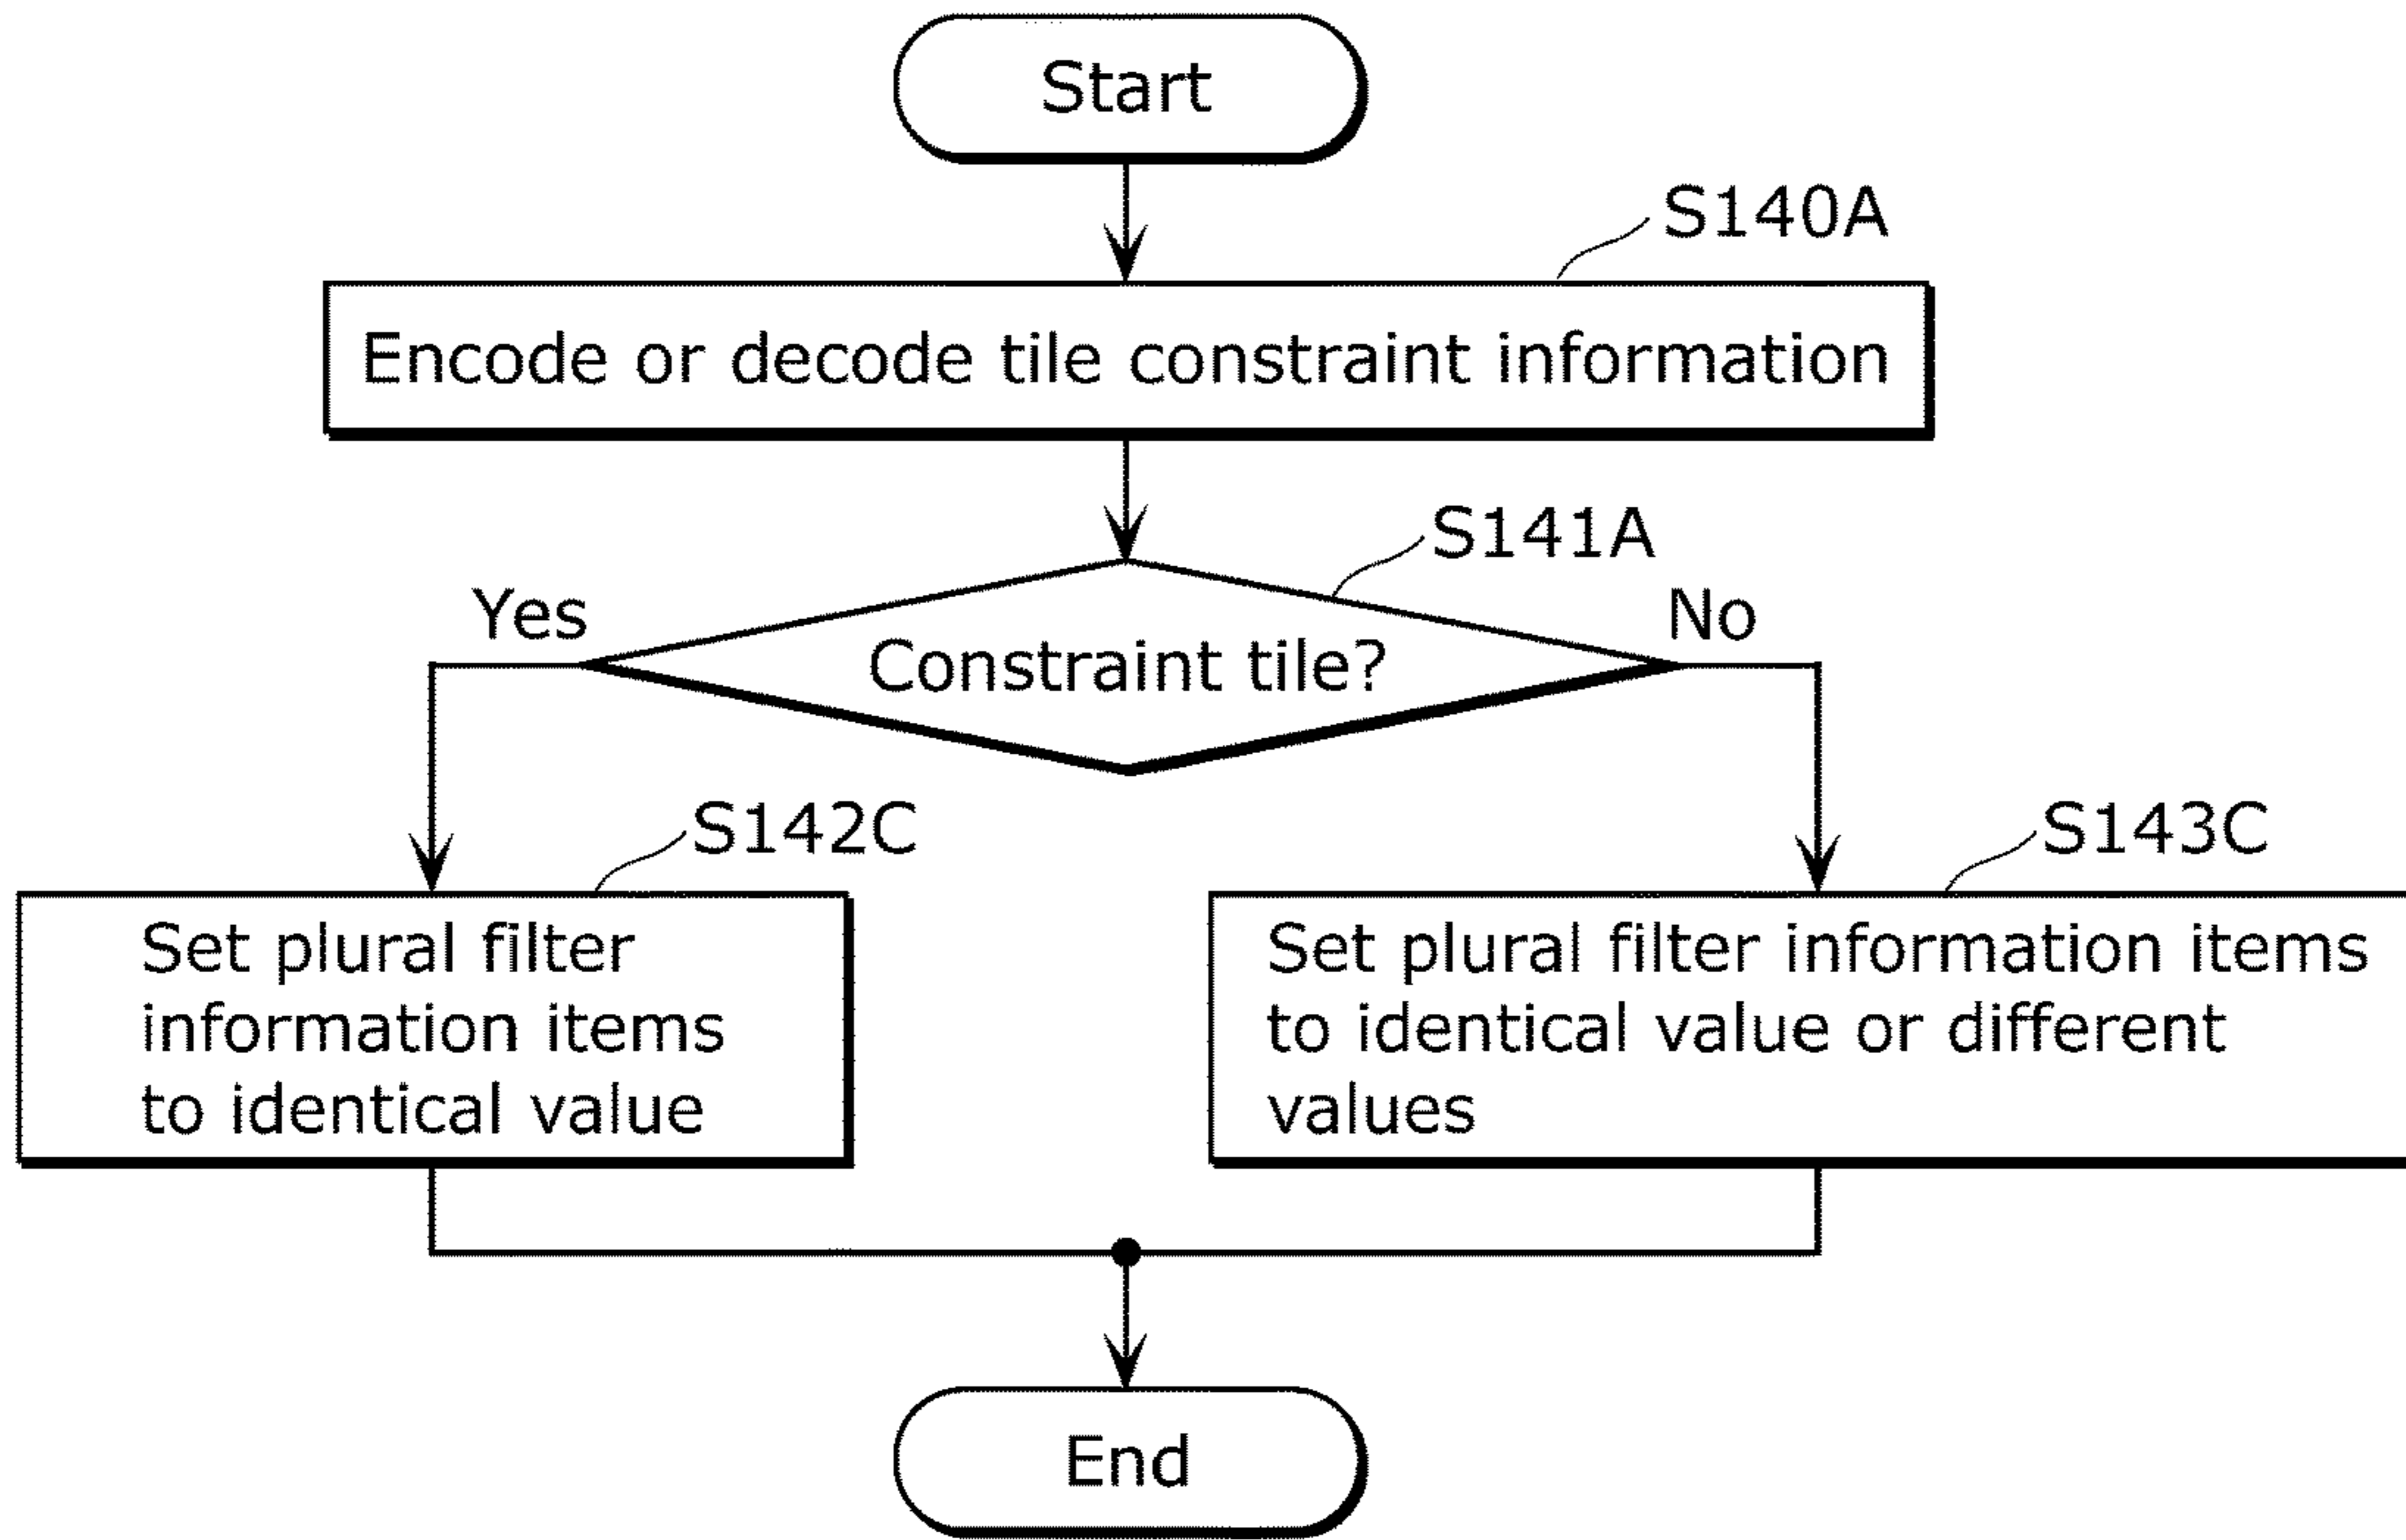 Start
S140A
Encode or decode tile constraint information
S141A
Yes
No
Constraint tile?
S142C
S143C
Set plural filter
information items
to identical value
Set plural filter information items
to identical value or different
values
End